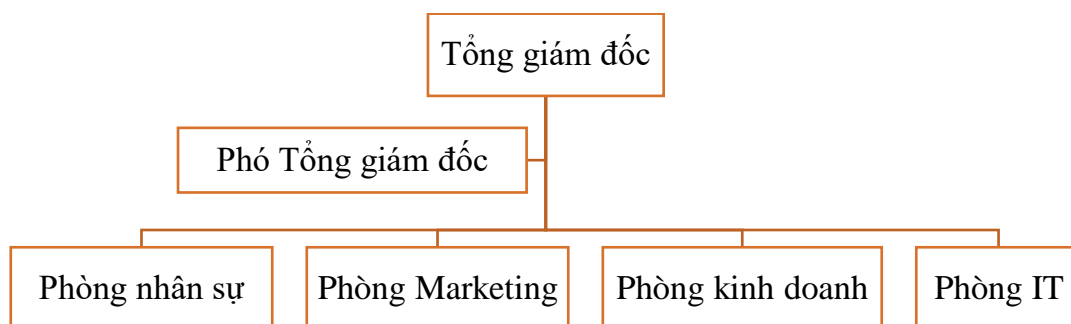 Tổng giám đốc
Phó Tổng giám đốc
Phòng nhân sự
Phòng Marketing
Phòng kinh doanh
Phòng IT